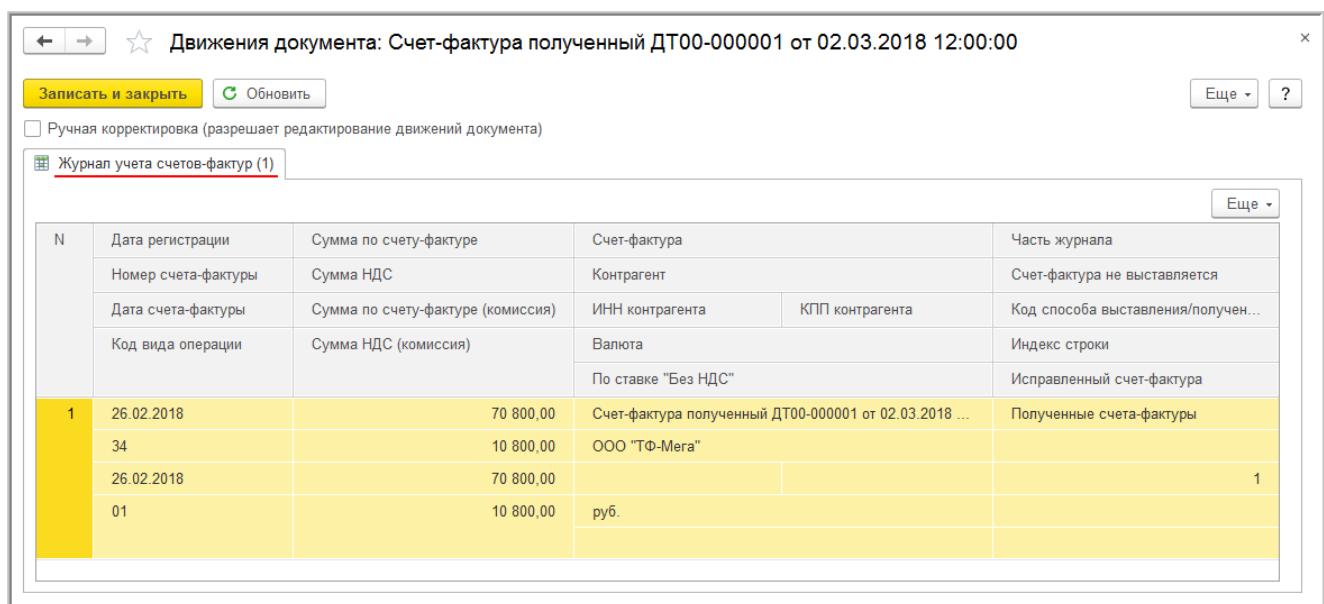 Движения документа: Счет-фактура полученный ДТ00-000001 от 02.03.2018 12:00:00
Записать и закрыть Обновить Еще ?
Ручная корректировка (разрешает редактирование движений документа)
Журнал учета счетов-фактур (1)
Еще
N Дата регистрации Сумма по счету-фактуре Счет-фактура Часть журнала
Номер счета-фактуры Сумма НДС Контрагент Счет-фактура не выставляется
Дата счета-фактуры Сумма по счету-фактуре (комиссия) ИНН контрагента КПП контрагента Код способа выставления/получен...
Код вида операции Сумма НДС (комиссия) Валюта Индекс строки
По ставке "Без НДС" Исправленный счет-фактура
1 26.02.2018 70 800,00 Счет-фактура полученный ДТ00-000001 от 02.03.2018 ... Полученные счета-фактуры
34 10 800,00 ООО "ТФ-Мега"
26.02.2018 70 800,00 1
01 10 800,00 руб.